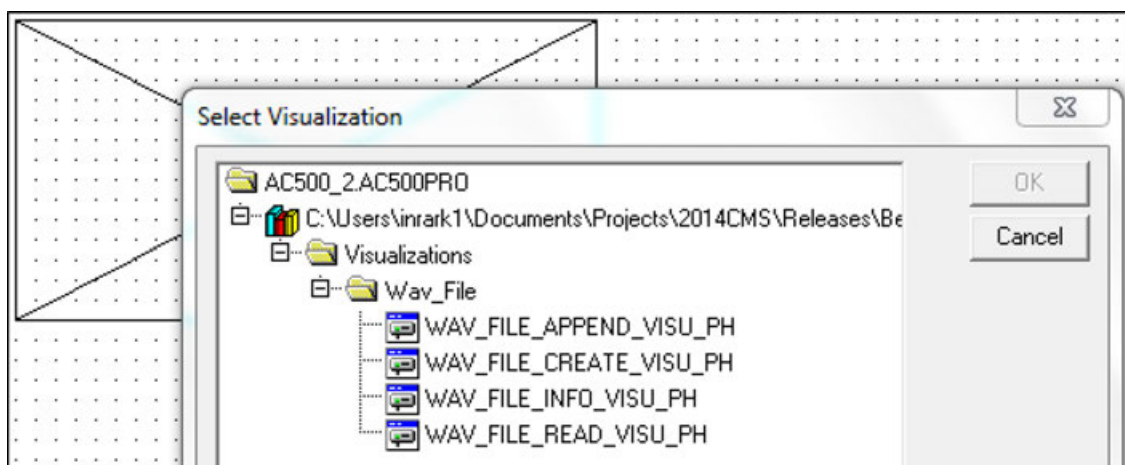 Select Visualization
AC500_2.AC500PRO
OK
C:\Users\inrark1\Documents\Projects\2014CMS\Releases\Be
Cancel
Visualizations
Wav_File
WAV_FILE_APPEND_VISU_PH
WAV_FILE_CREATE_VISU_PH
WAV_FILE_INFO_VISU_PH
WAV_FILE_READ_VISU_PH